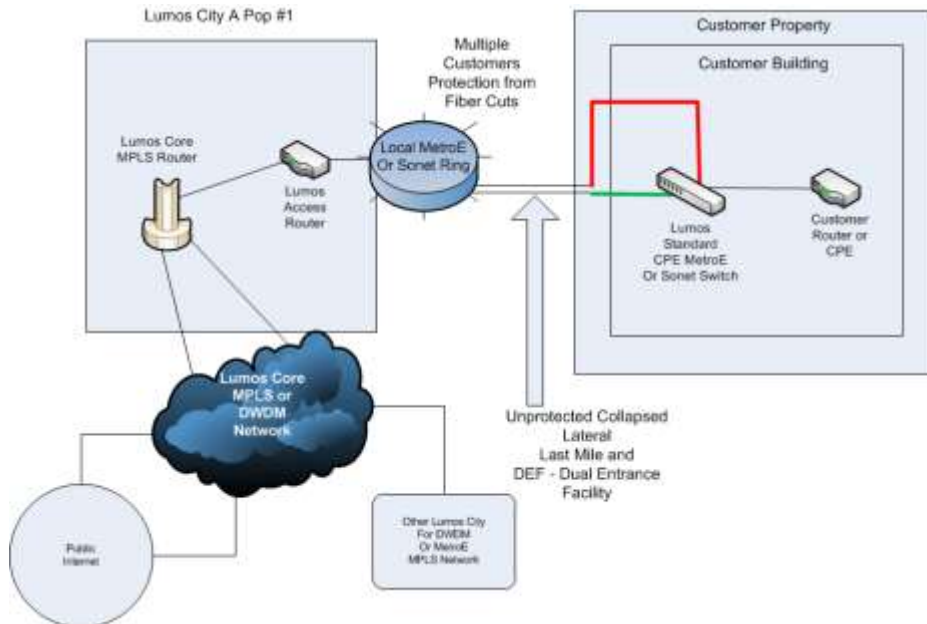 Lumos City A Pop #1
Lumos Core
MPLS Router
Lumos
Access
Router
Multiple
Customers
Protection from
Fiber Cuts
Local MetroE
Or Sonet Ring
Customer Property
Customer Building
Lumos
Standard
CPE MetroE
Or Sonet Switch
Customer
Router or
CPE
Lumos Core
MPLS or
DWDM
Network
Unprotected Collapsed
Lateral
Last Mile and
DEF - Dual Entrance
Facility
Public
Internet
Other Lumos City
For DWDM
Or MetroE
MPLS Network